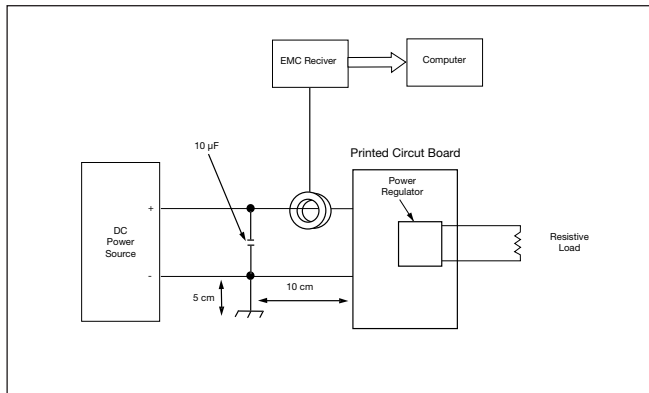 EMC Reciver
Computer
10 µF
Printed Circut Board
Power
Regulator
+
DC
Power
Source
-
Resistive
Load
5 cm
10 cm